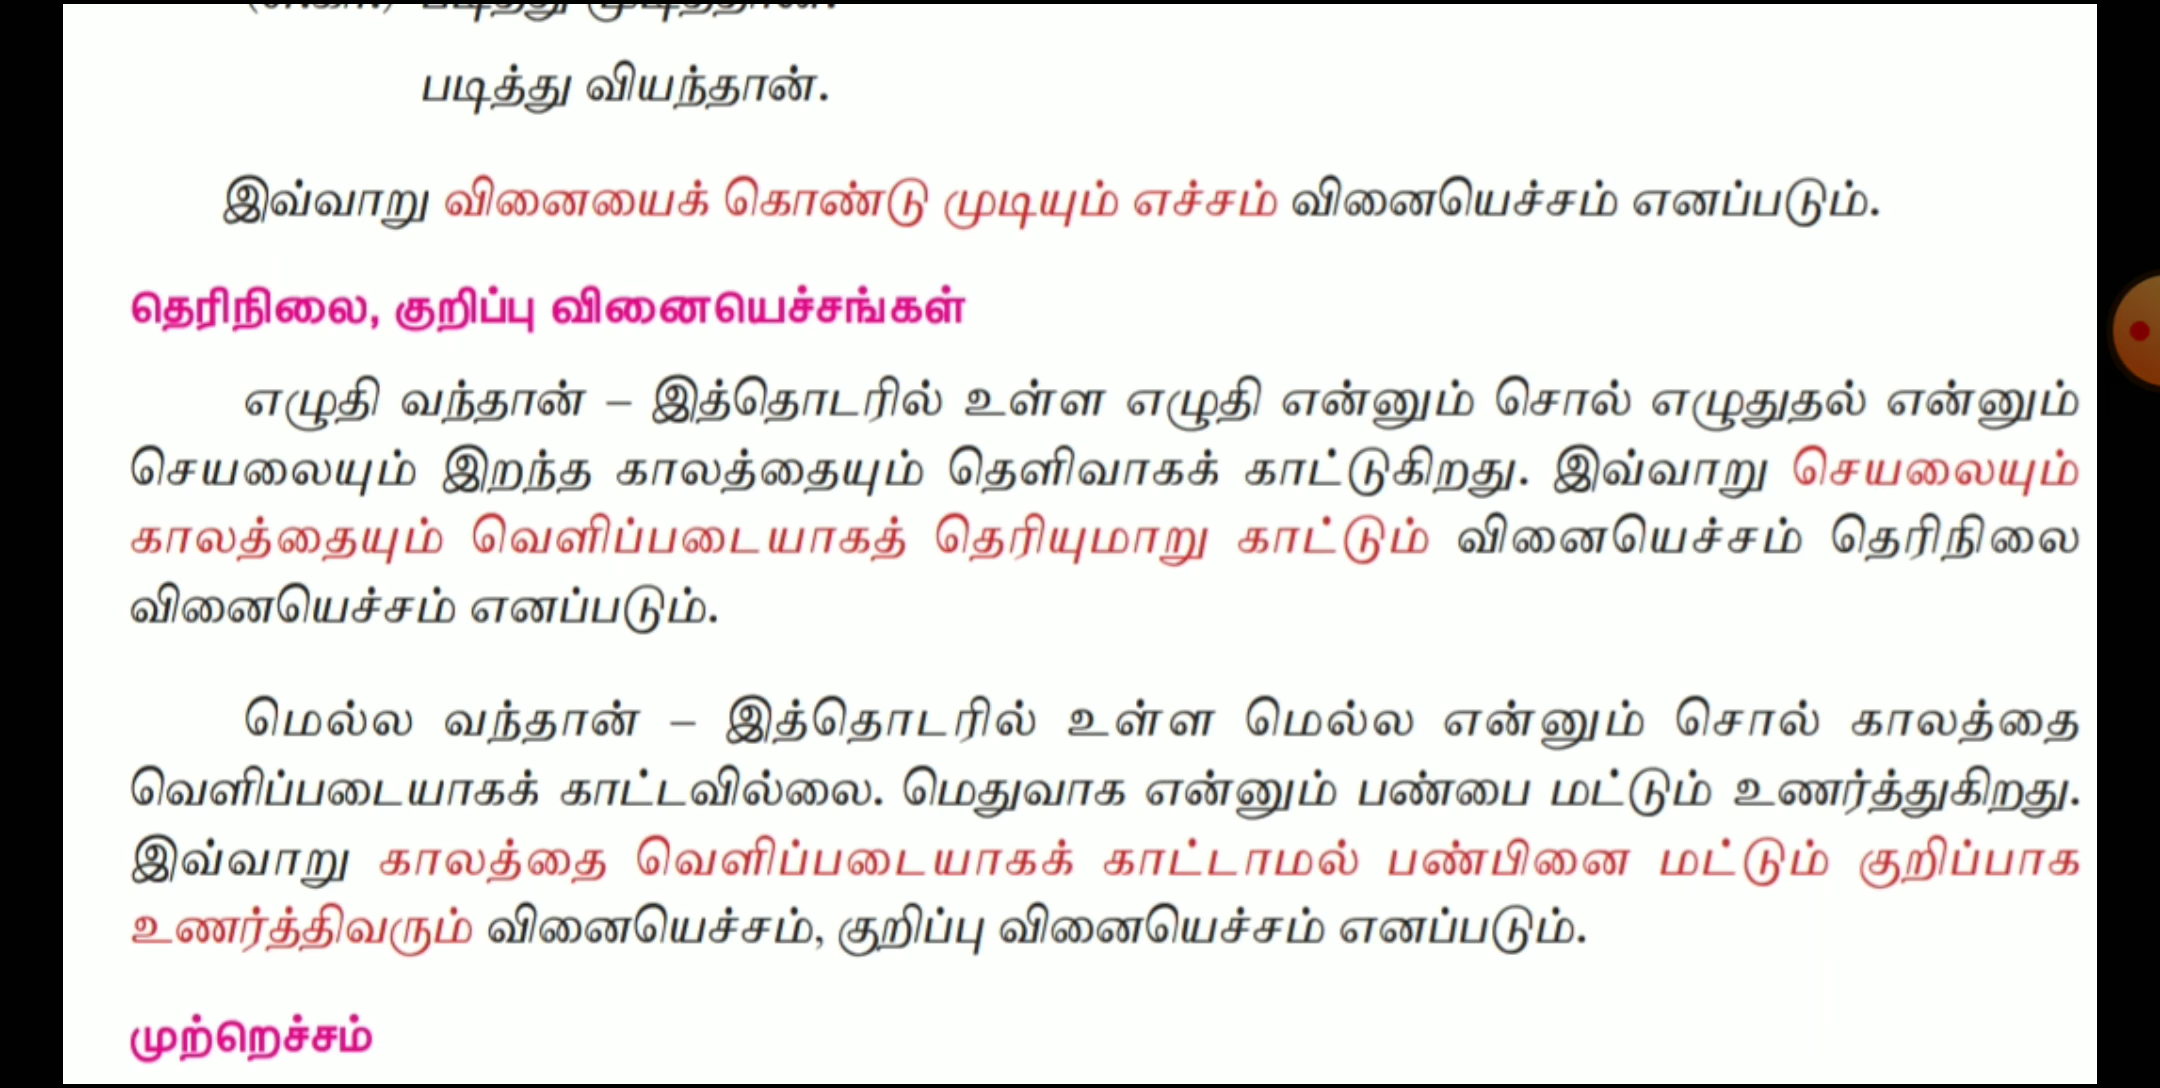 படித்து முடித்தான்.
படித்து வியந்தான்.
இவ்வாறு வினையைக் கொண்டு முடியும் எச்சம் வினையெச்சம் எனப்படும்.
தெரிநிலை, குறிப்பு வினையெச்சங்கள்
எழுதி வந்தான் – இத்தொடரில் உள்ள எழுதி என்னும் சொல் எழுதுதல் என்னும்
செயலையும் இறந்த காலத்தையும் தெளிவாகக் காட்டுகிறது. இவ்வாறு செயலையும்
காலத்தையும் வெளிப்படையாகத் தெரியுமாறு காட்டும் வினையெச்சம் தெரிநிலை
வினையெச்சம் எனப்படும்.
மெல்ல வந்தான் – இத்தொடரில் உள்ள மெல்ல என்னும் சொல் காலத்தை
வெளிப்படையாகக் காட்டவில்லை. மெதுவாக என்னும் பண்பை மட்டும் உணர்த்துகிறது.
இவ்வாறு காலத்தை வெளிப்படையாகக் காட்டாமல் பண்பினை மட்டும் குறிப்பாக
உணர்த்திவரும் வினையெச்சம், குறிப்பு வினையெச்சம் எனப்படும்.
முற்றெச்சம்